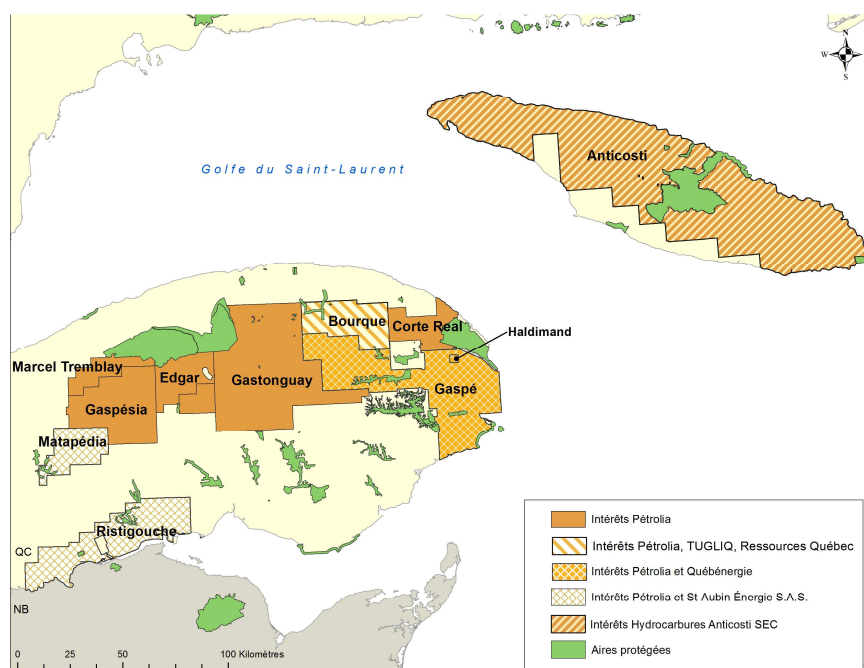 N
W E
S
Anticosti
Golfe du Saint-Laurent
Bourque
Corte Real
Haldimand
Marcel Tremblay
Edgar
Gastonguay
Gaspé
Gaspésia
Matapédia
Ristigouche
QC
NB
0 25 50 100 Kilomètres
Intérêts Pétrolia
Intérêts Pétrolia, TUGLIQ, Ressources Québec
Intérêts Pétrolia et Québénergie
Intérêts Pétrolia et St Aubin Énergie S.A.S.
Intérêts Hydrocarbures Anticosti SEC
Aires protégées